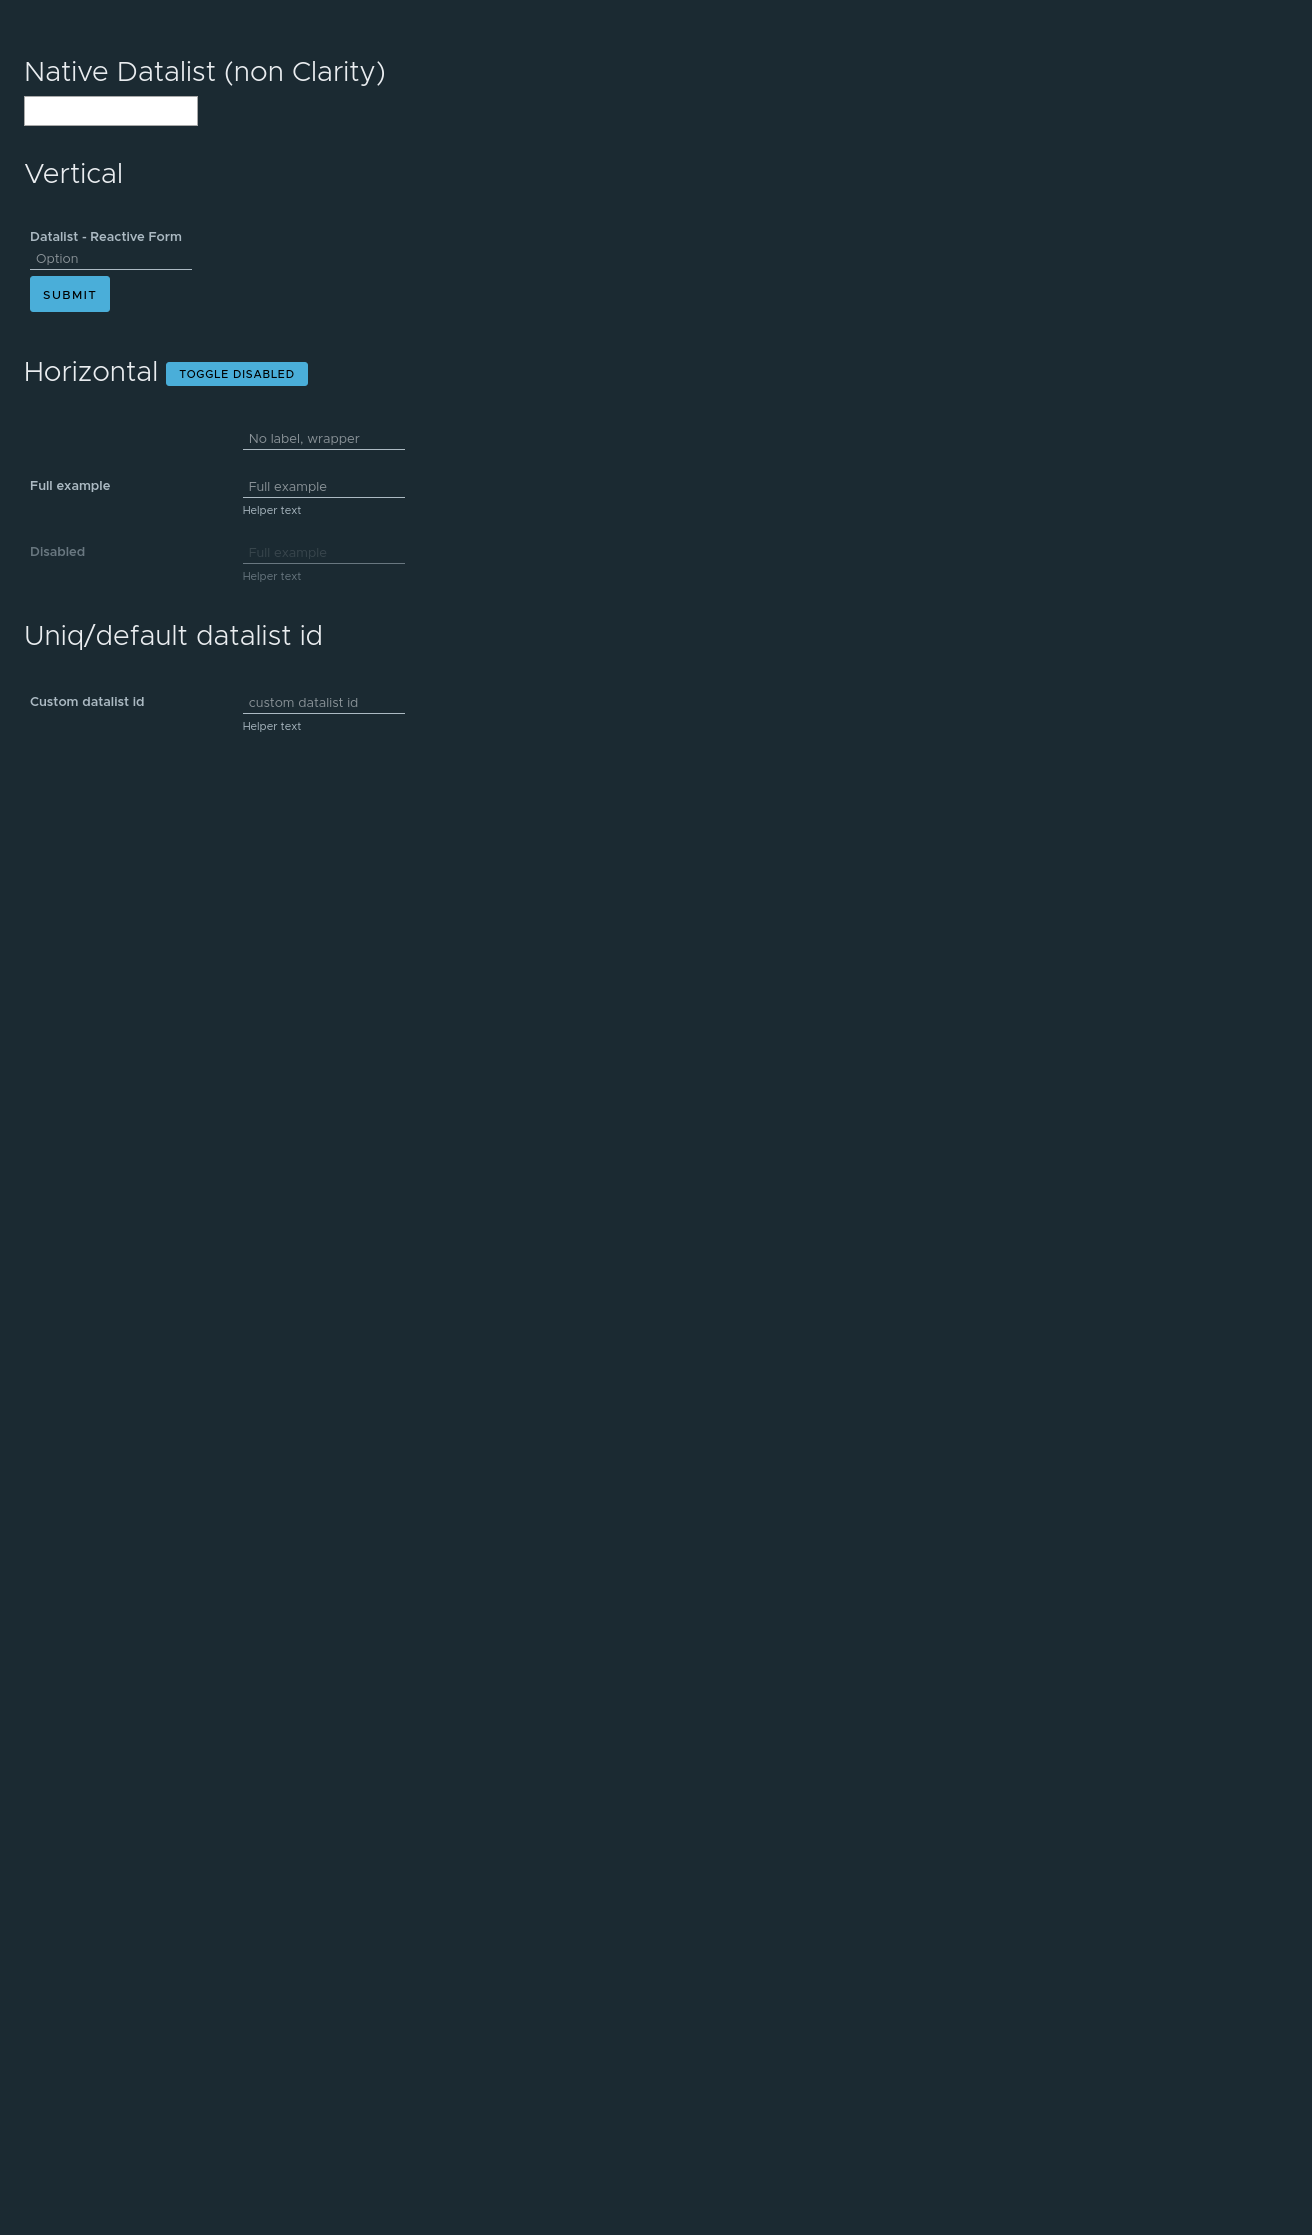 Native Datalist (non Clarity)
Vertical
Datalist - Reactive Form
Option
SUBMIT
Horizontal TOGGLE DISABLED
No label, wrapper
Full example Full example
Helper text
Disabled Full example
Helper text
Uniq/default datalist id
Custom datalist id custom datalist id
Helper text